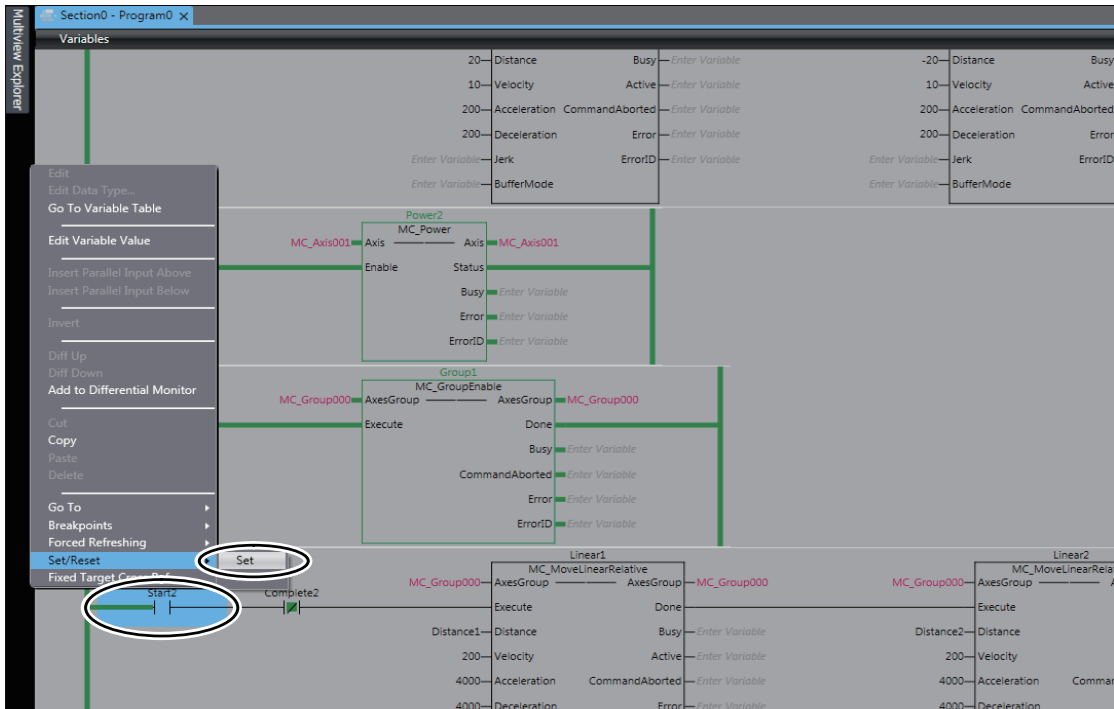 Multiview Explorer
Section0 - Program0 ×
Variables
20 Distance Busy Enter Variable -20 Distance Busy
10 Velocity Active Enter Variable 10 Velocity Active
200 Acceleration CommandAborted Enter Variable 200 Acceleration CommandAborted
200 Deceleration Error Enter Variable 200 Deceleration Error
Enter Variable Jerk ErrorID Enter Variable Enter Variable Jerk ErrorID
Enter Variable BufferMode Enter Variable BufferMode
Edit
Edit Data Type...
Go To Variable Table
Edit Variable Value
Insert Parallel Input Above
Insert Parallel Input Below
Invert
Diff Up
Diff Down
Add to Differential Monitor
Cut
Copy
Paste
Delete
Go To
Breakpoints
Forced Refreshing
Set/Reset
Set
Fixed Target Cross
Power2
MC_Power
MC_Axis001 Axis Axis MC_Axis001
Enable Status
Busy Enter Variable
Error Enter Variable
ErrorID Enter Variable
Group1
MC_GroupEnable
MC_Group000 AxesGroup AxesGroup MC_Group000
Execute Done
Busy Enter Variable
CommandAborted Enter Variable
Error Enter Variable
ErrorID Enter Variable
Start2 Complete2
Linear1 Linear2
MC_MoveLinearRelative MC_MoveLinearRela
MC_Group000 AxesGroup AxesGroup MC_Group000 MC_Group000 AxesGroup
Execute Done Execute
Distance1 Distance Busy Enter Variable Distance2 Distance
200 Velocity Active Enter Variable 200 Velocity
4000 Acceleration CommandAborted Enter Variable 4000 Acceleration Comman
4000 Deceleration Error Enter Variable 4000 Deceleration